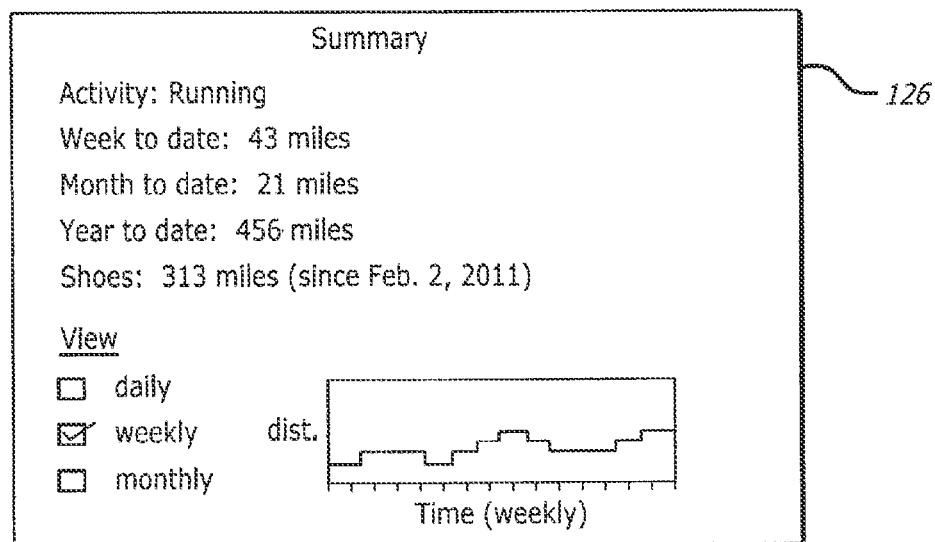 Summary
126
Activity: Running
Week to date: 43 miles
Month to date: 21 miles
Year to date: 456 miles
Shoes: 313 miles (since Feb. 2, 2011)
View
daily
weekly
monthly
dist.
Time (weekly)